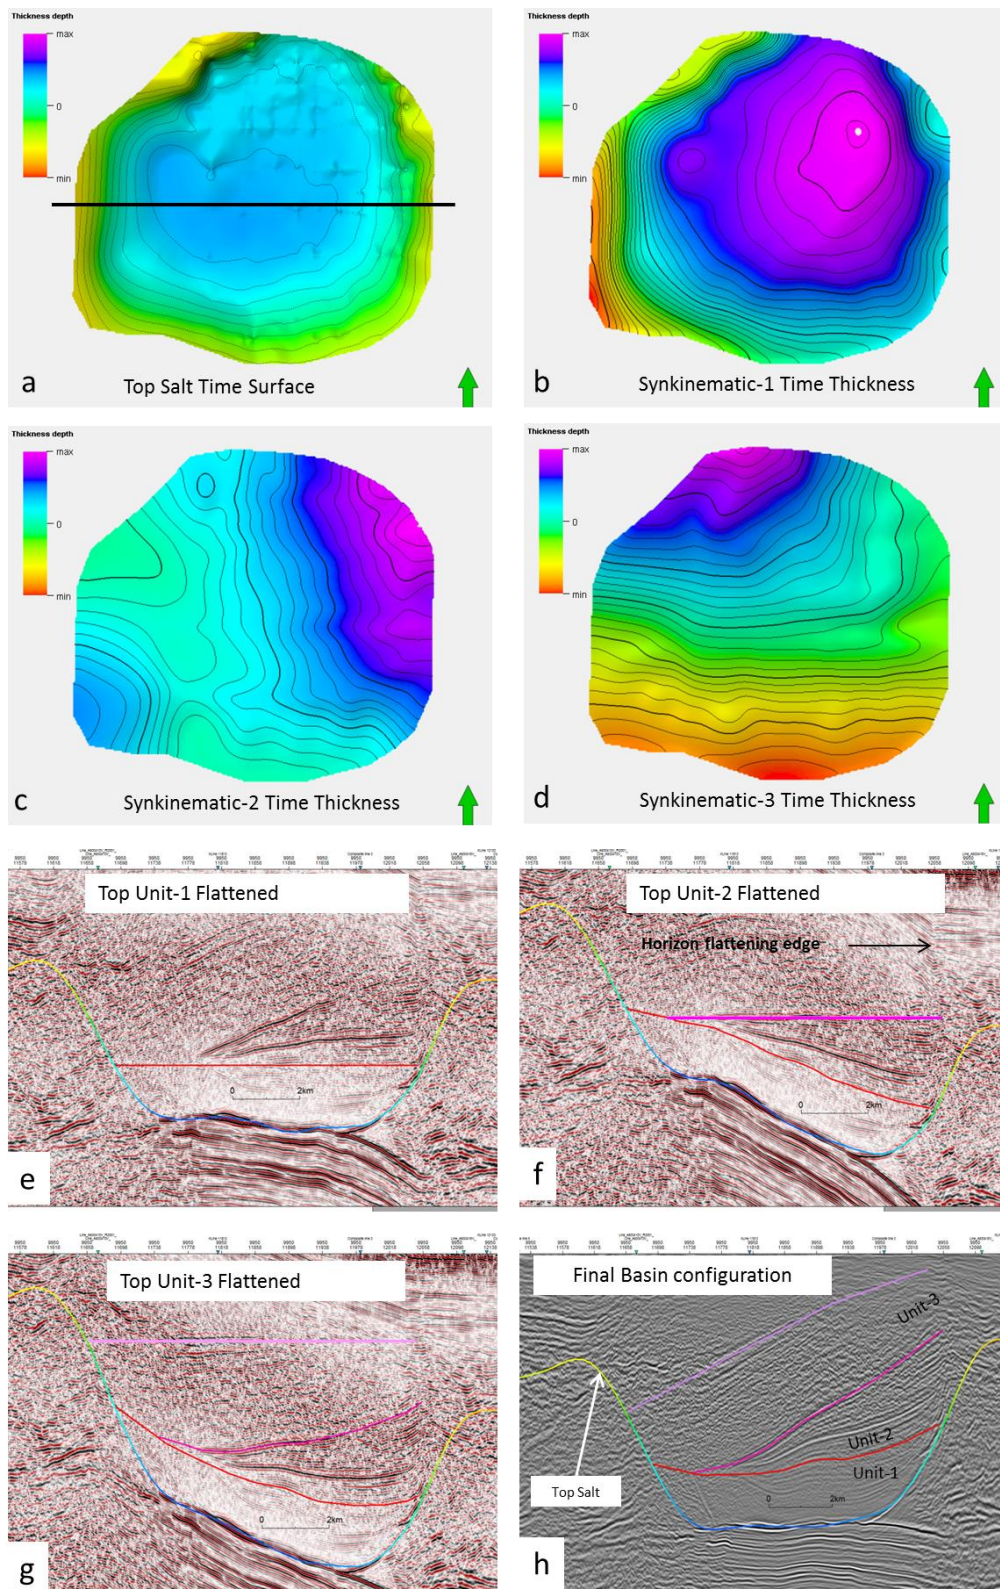 Thickness depth
max
0
min
a
Top Salt Time Surface
Thickness depth
max
0
min
b
Synkinematic-1 Time Thickness
Thickness depth
max
0
min
c
Synkinematic-2 Time Thickness
Thickness depth
max
0
min
d
Synkinematic-3 Time Thickness
Top Unit-1 Flattened
0 2km
e
Top Unit-2 Flattened
Horizon flattening edge
0 2km
f
Top Unit-3 Flattened
0 2km
g
Final Basin configuration
Unit-3
Unit-2
Unit-1
Top Salt
0 2km
h